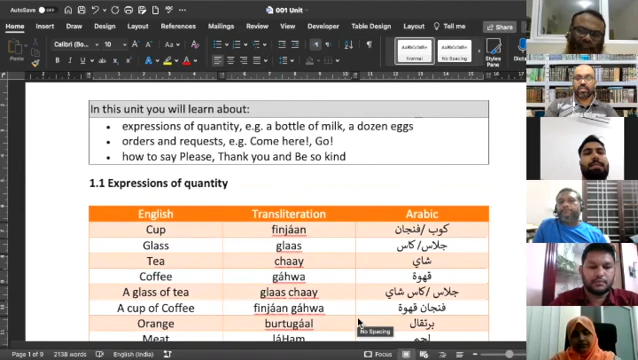 AutoSave
001 Unit
Home
Insert
Draw
Design
Layout
References
Mailings
Review
View
Developer
Table Design
Layout
Tell me
Share
Paste
Calibri (Bo...
10
Normal
No Spacing
Styles Pane
In this unit you will learn about:
• expressions of quantity, e.g. a bottle of milk, a dozen eggs
• orders and requests, e.g. Come here!, Go!
• how to say Please, Thank you and Be so kind
1.1 Expressions of quantity
English Transliteration Arabic
Cup finjáan كوب /فنجان
Glass glaas جلاس/ كاس
Tea chaay شاي
Coffee gáhwa قهوة
A glass of tea glaas chaay جلاس /كاس شاي
A cup of Coffee finjáan gáhwa فنجان قهوة
Orange burtugáal برتقال
Meat láHam لحم
No Spacing
Page 1 of 9
2138 words
English (India)
Focus